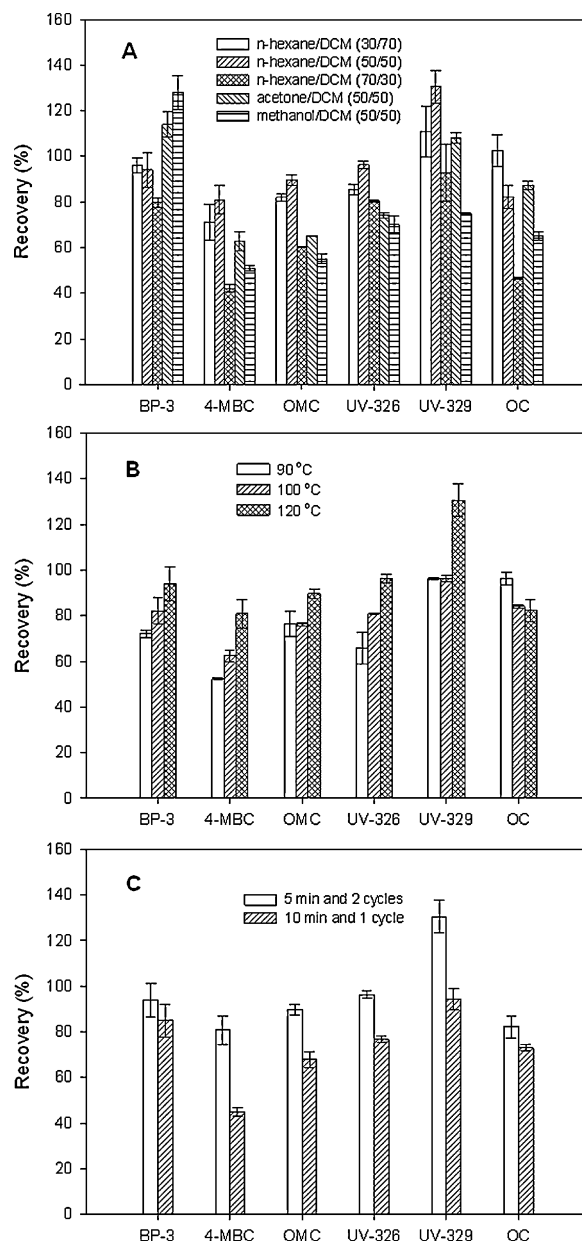 160
140
120
100
80
60
40
20
0
Recovery (%)
A
n-hexane/DCM (30/70)
n-hexane/DCM (50/50)
n-hexane/DCM (70/30)
acetone/DCM (50/50)
methanol/DCM (50/50)
BP-3 4-MBC OMC UV-326 UV-329 OC
160
140
120
100
80
60
40
20
0
Recovery (%)
B
90 °C
100 °C
120 °C
BP-3 4-MBC OMC UV-326 UV-329 OC
160
140
120
100
80
60
40
20
0
Recovery (%)
C
5 min and 2 cycles
10 min and 1 cycle
BP-3 4-MBC OMC UV-326 UV-329 OC